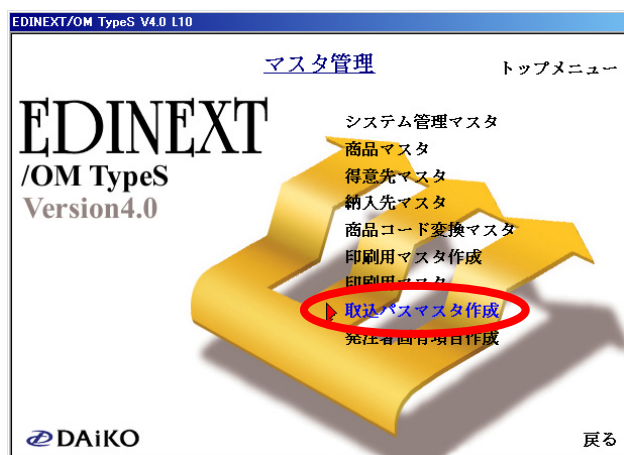 EDINEXT/OM TypeS V4.0 L10
マスタ管理
トップメニュー
EDINEXT
/OM TypeS
Version4.0
システム管理マスタ
商品マスタ
得意先マスタ
納入先マスタ
商品コード変換マスタ
印刷用マスタ作成
印刷用マスタ
取込パスマスタ作成
発注者固有項目作成
DAiKO
戻る